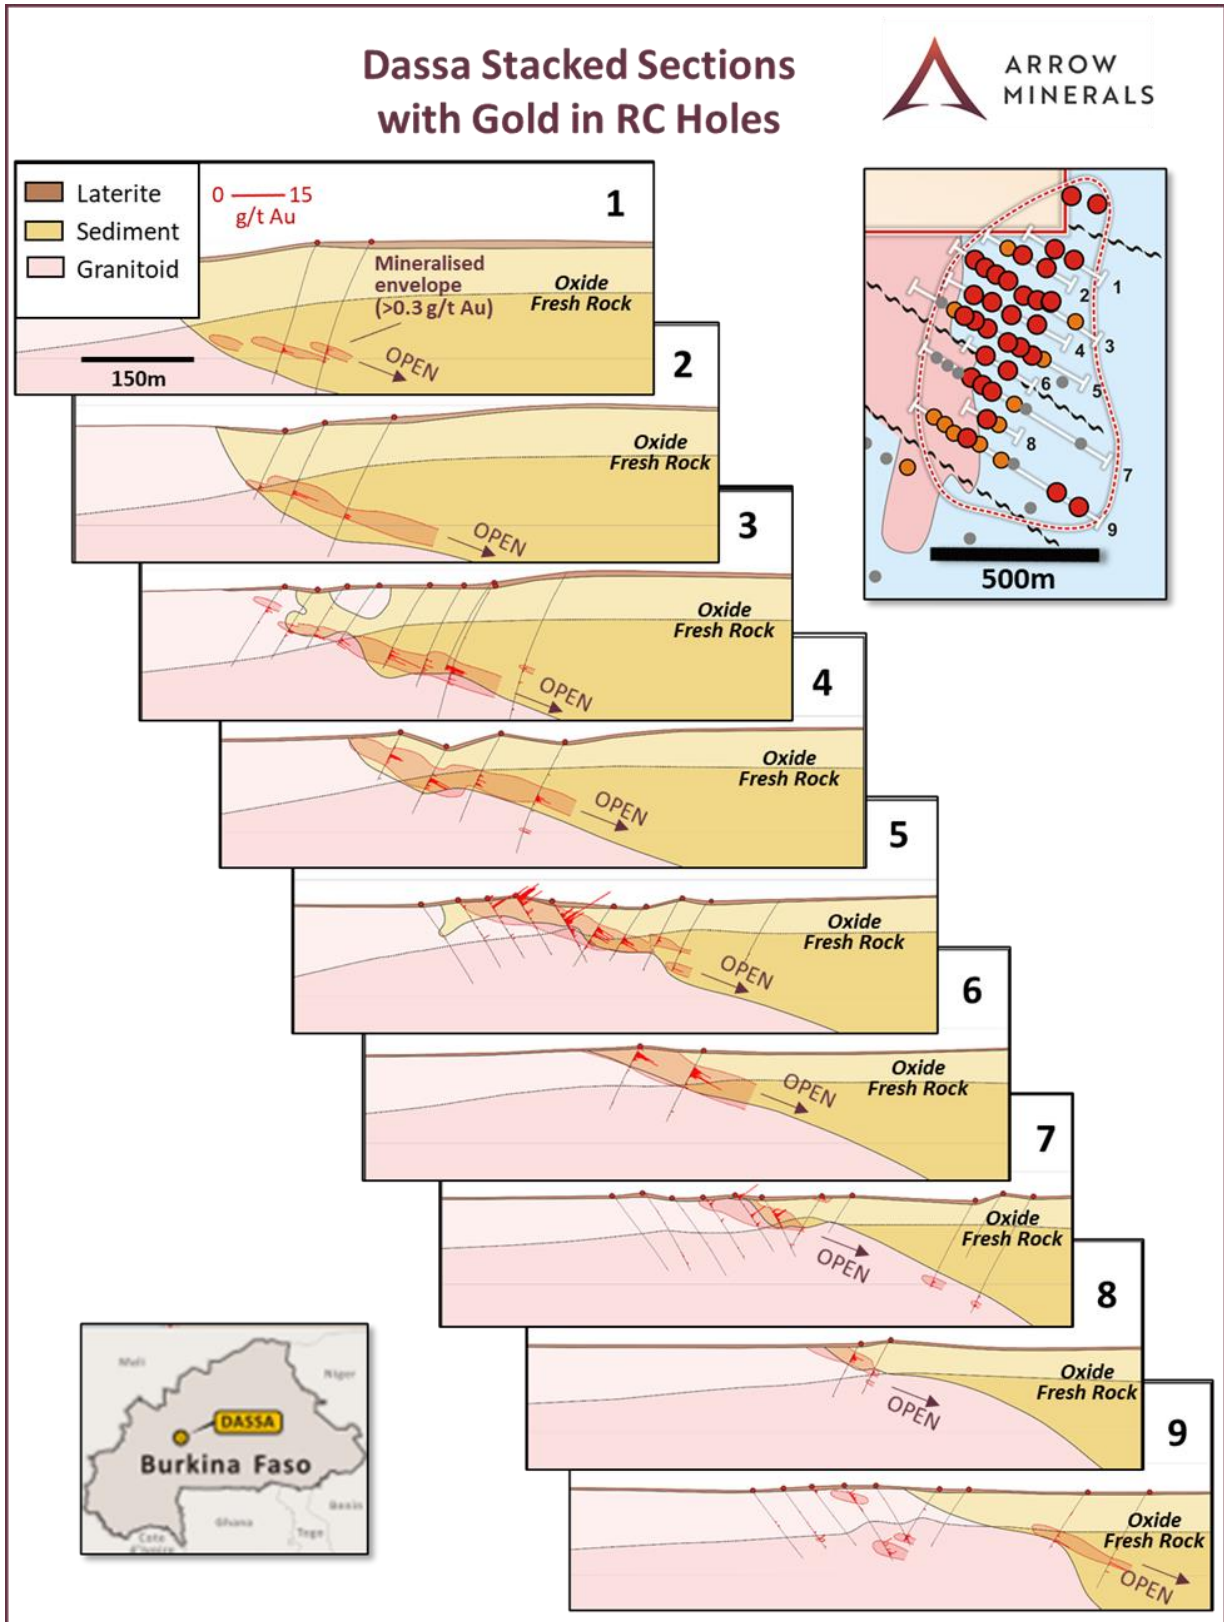 Dassa Stacked Sections
with Gold in RC Holes
ARROW
MINERALS
Laterite
Sediment
Granitoid
0 15
g/t Au
1
Mineralised
envelope
(>0.3 g/t Au)
Oxide
Fresh Rock
OPEN
150m
2
Oxide
Fresh Rock
OPEN
3
Oxide
Fresh Rock
OPEN
4
Oxide
Fresh Rock
OPEN
5
Oxide
Fresh Rock
OPEN
6
Oxide
Fresh Rock
OPEN
7
Oxide
Fresh Rock
OPEN
8
Oxide
Fresh Rock
OPEN
9
Oxide
Fresh Rock
OPEN
1
2
3
4
5
6
8
7
9
500m
Mali
Niger
DASSA
Burkina Faso
Benin
Ghana
Togo
Cote
d'Ivoire